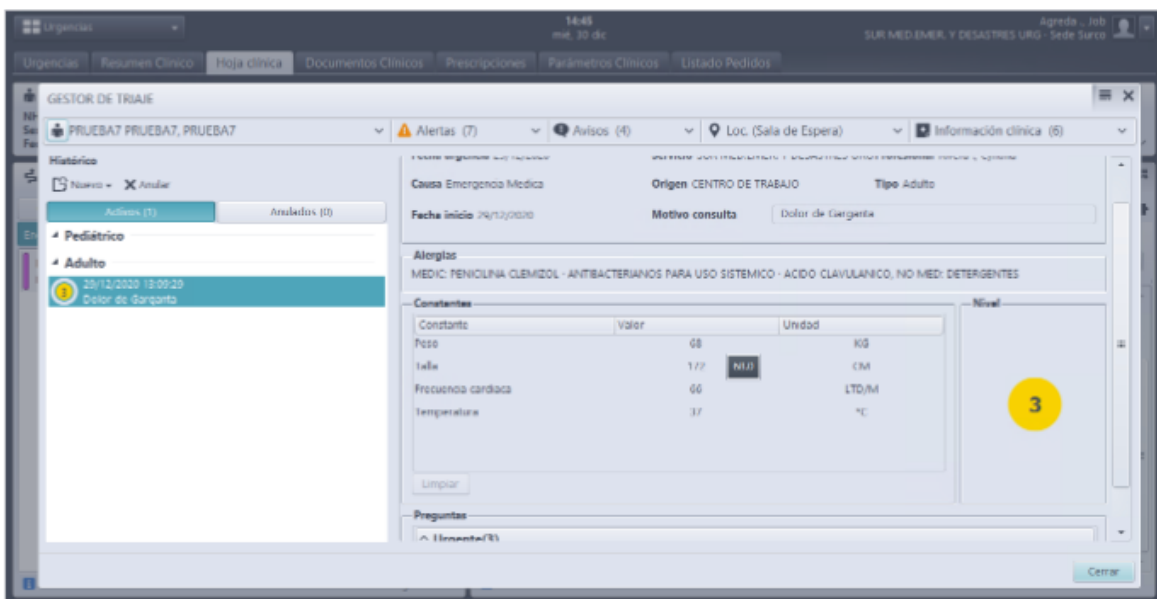 Urgencias
14:45
mié, 30 dic
Agreda ., Job
SUR MED.EMER. Y DESASTRES URG - Sede Surco
Urgencias Resumen Clínico Hoja clínica Documentos Clínicos Prescripciones Parámetros Clínicos Listado Pedidos
GESTOR DE TRIAJE
PRUEBA7 PRUEBA7, PRUEBA7
Alertas (7)
Avisos (4)
Loc. (Sala de Espera)
Información clínica (6)
Histórico
Nuevo
Anular
Activos (1)
Anulados (0)
Pediátrico
Adulto
3
29/12/2020 13:09:29
Dolor de Garganta
Causa Emergencia Medica
Origen CENTRO DE TRABAJO
Tipo Adulto
Fecha inicio 29/12/2020
Motivo consulta
Dolor de Garganta
Alergias
MEDIC: PENICILINA CLEMIZOL - ANTIBACTERIANOS PARA USO SISTEMICO - ACIDO CLAVULANICO, NO MED: DETERGENTES
Constantes
Constante Valor Unidad
Peso 68 KG
Talla 172 CM
Frecuencia cardiaca 66 LTD/M
Temperatura 37 °C
Limpiar
Nivel
3
Preguntas
Urgente(3)
Cerrar